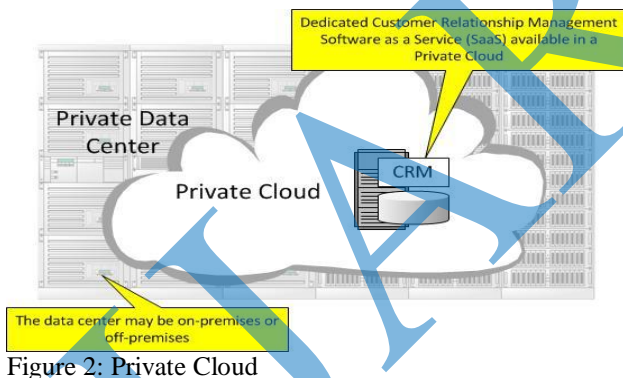 Dedicated Customer Relationship Management
Software as a Service (SaaS) available in a
Private Cloud
Private Data
Center
CRM
Private Cloud
The data center may be on-premises or
off-premises
Figure 2: Private Cloud